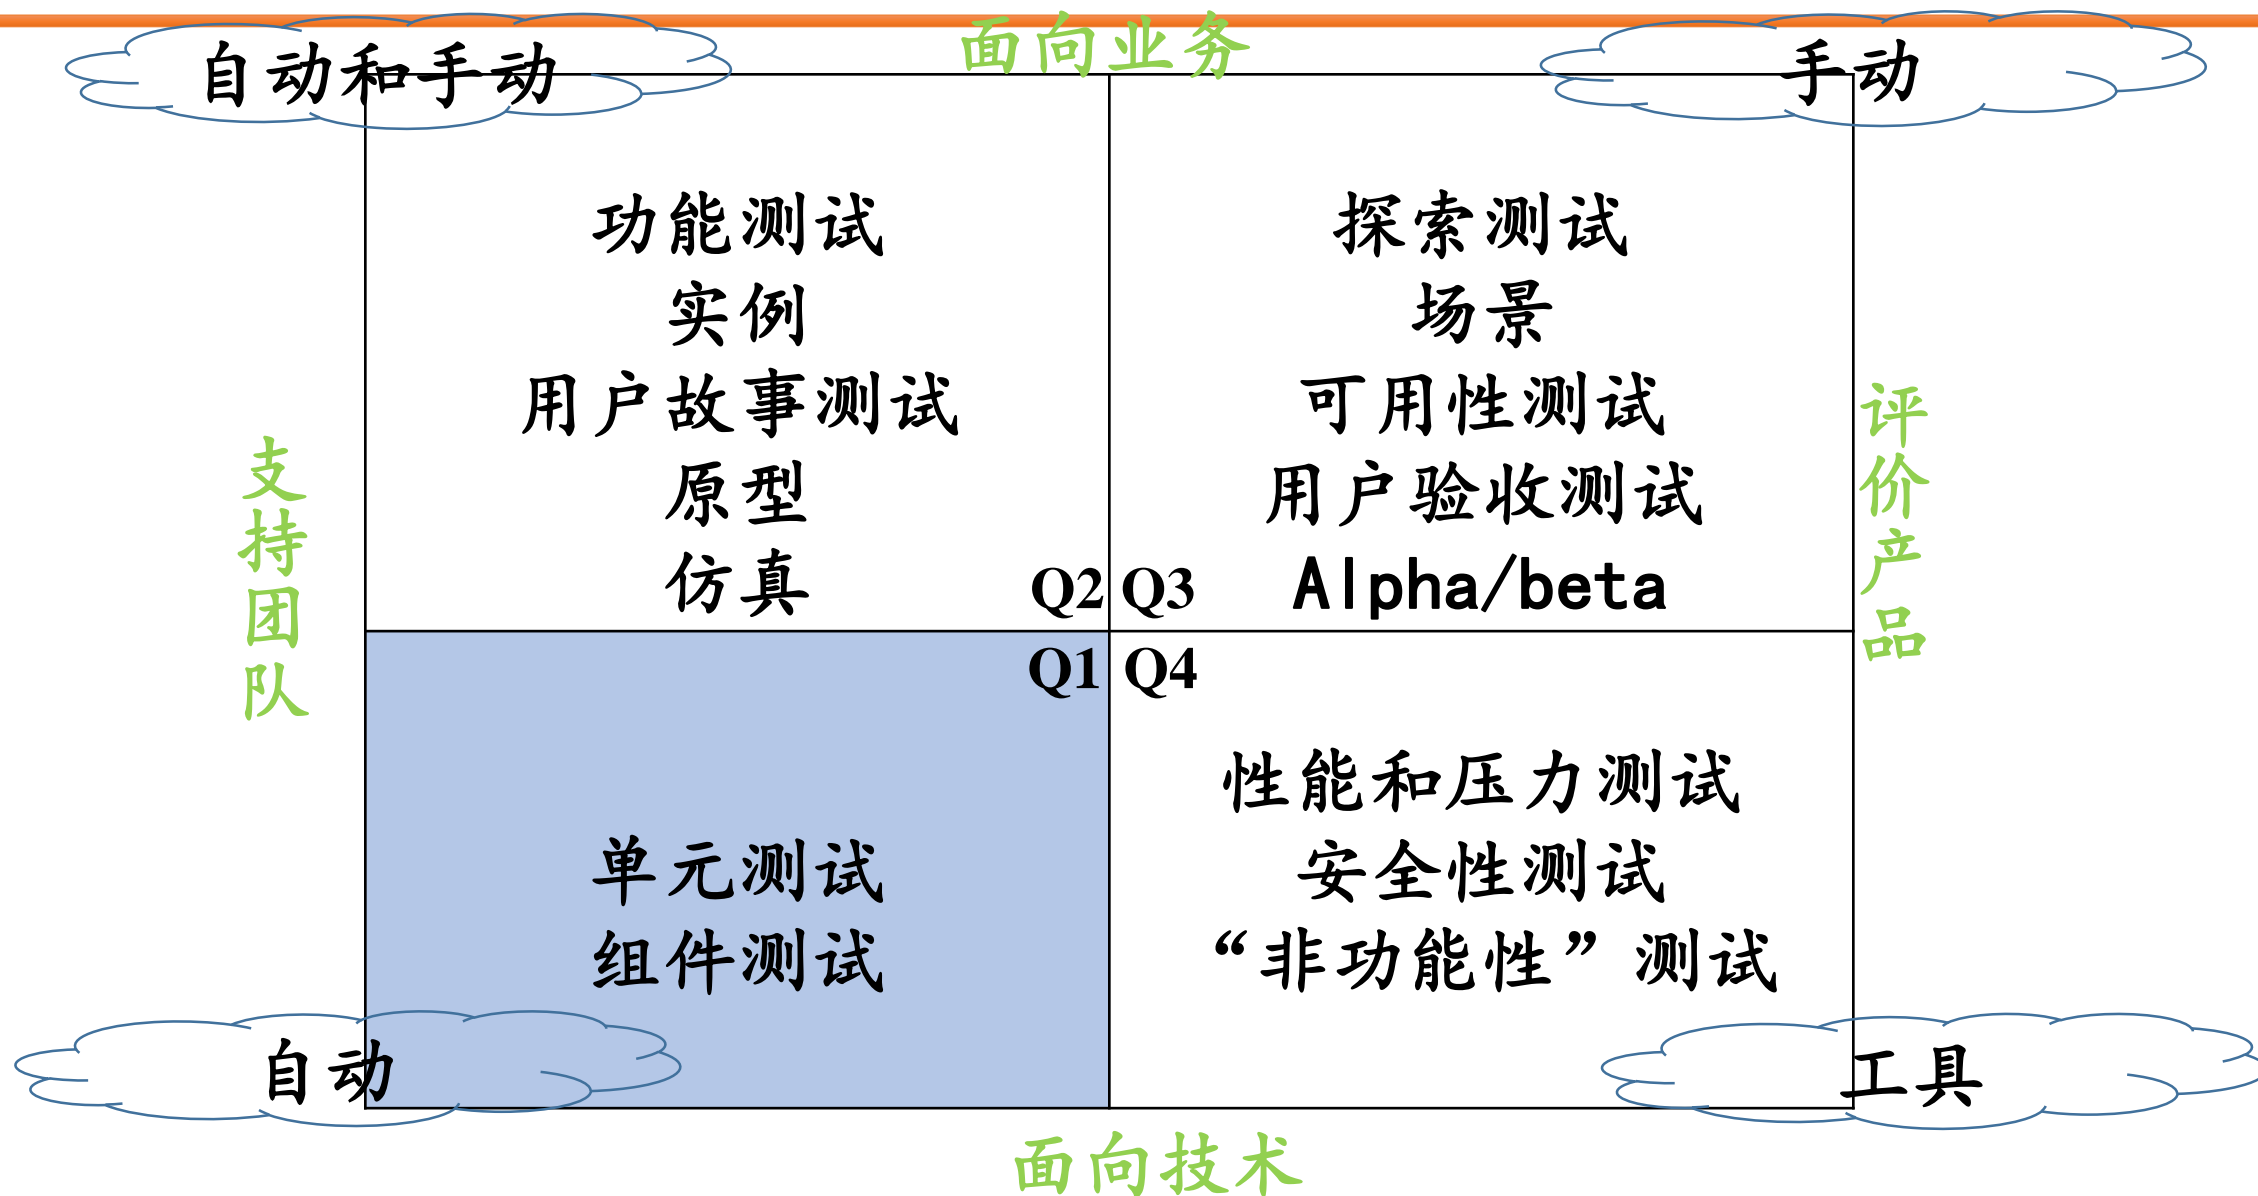 面向业务
自动和手动
手动
功能测试
实例
用户故事测试
原型
仿真
Q2
Q3
探索测试
场景
可用性测试
用户验收测试
Alpha/beta
支持团队
评价产品
Q1
Q4
单元测试
组件测试
性能和压力测试
安全性测试
“非功能性”测试
自动
工具
面向技术